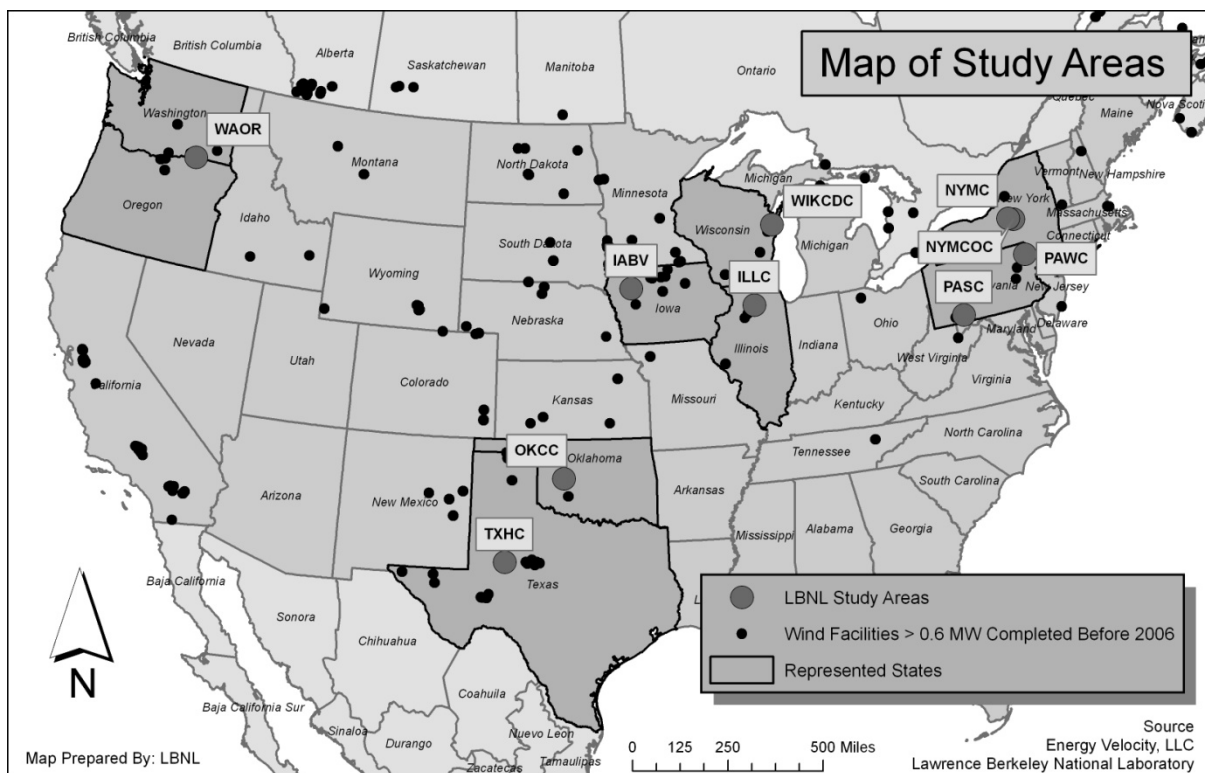 Map of Study Areas
British Columbia
British Columbia
Alberta
Saskatchewan
Manitoba
Ontario
Quebec
Nova Scoti
Maine
Washington
WAOR
Montana
North Dakota
Minnesota
Michigan
Vermont
New Hampshire
NYMC
New York
Massachusetts
Oregon
Idaho
WIKCDC
Wisconsin
Michigan
NYMCOC
Connecticut
PAWC
South Dakota
IABV
ILLC
PASC
vania
New Jersey
Wyoming
Iowa
Nebraska
Ohio
Maryland
Delaware
Nevada
Utah
Illinois
Indiana
West Virginia
California
Colorado
Kansas
Missouri
Kentucky
Virginia
OKCC
Oklahoma
Tennessee
North Carolina
Arizona
New Mexico
Arkansas
South Carolina
TXHC
Mississippi
Alabama
Georgia
Texas
Baja California
Sonora
Chihuahua
L
LBNL Study Areas
Wind Facilities > 0.6 MW Completed Before 2006
Represented States
N
Coahuila
Baja California Sur
Sinaloa
Durango
Nuevo Leon
Zacatecas
Tamaulipas
0 125 250 500 Miles
Map Prepared By: LBNL
Source
Energy Velocity, LLC
Lawrence Berkeley National Laboratory